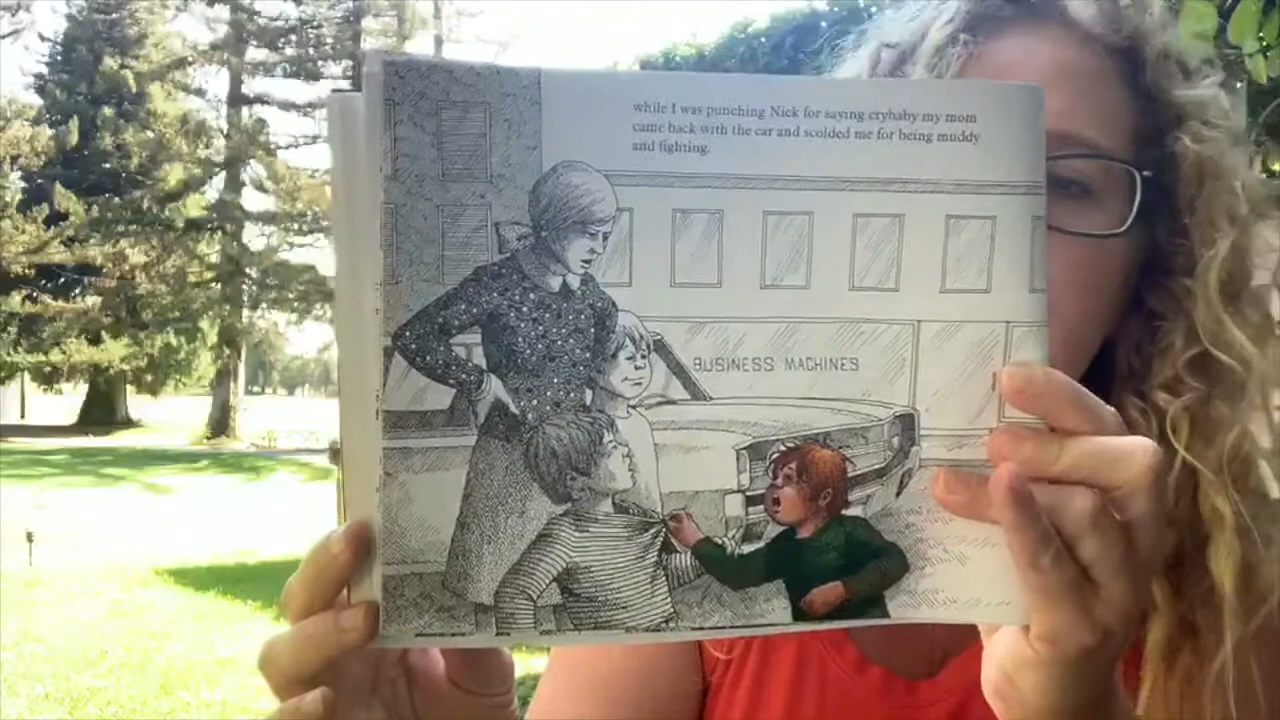 while I was punching Nick for saying crybaby my mom
came back with the car and scolded me for being muddy
and fighting.
BUSINESS MACHINES